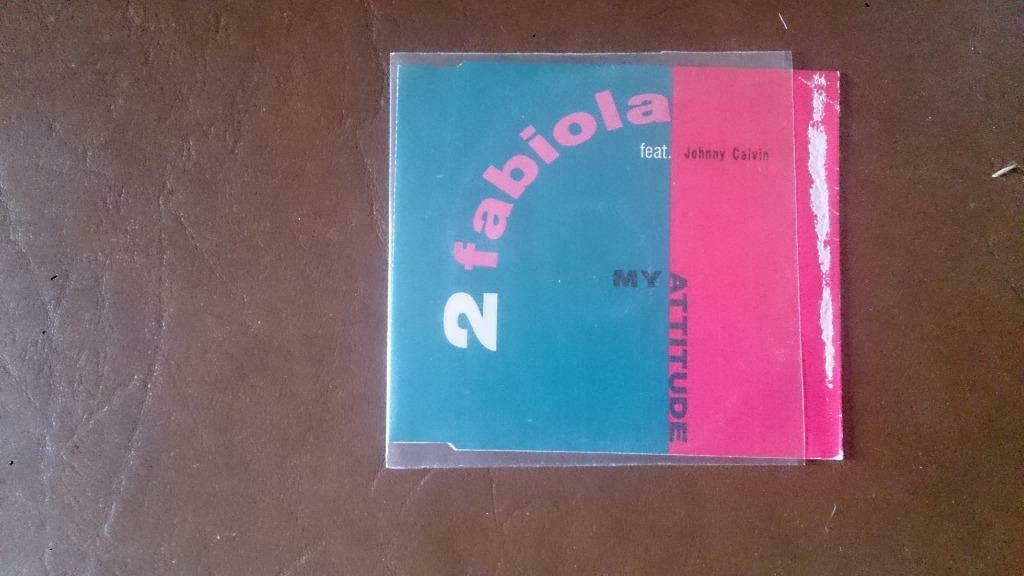 2 fabiola
feat. Johnny Calvin
MY
ATTITUDE